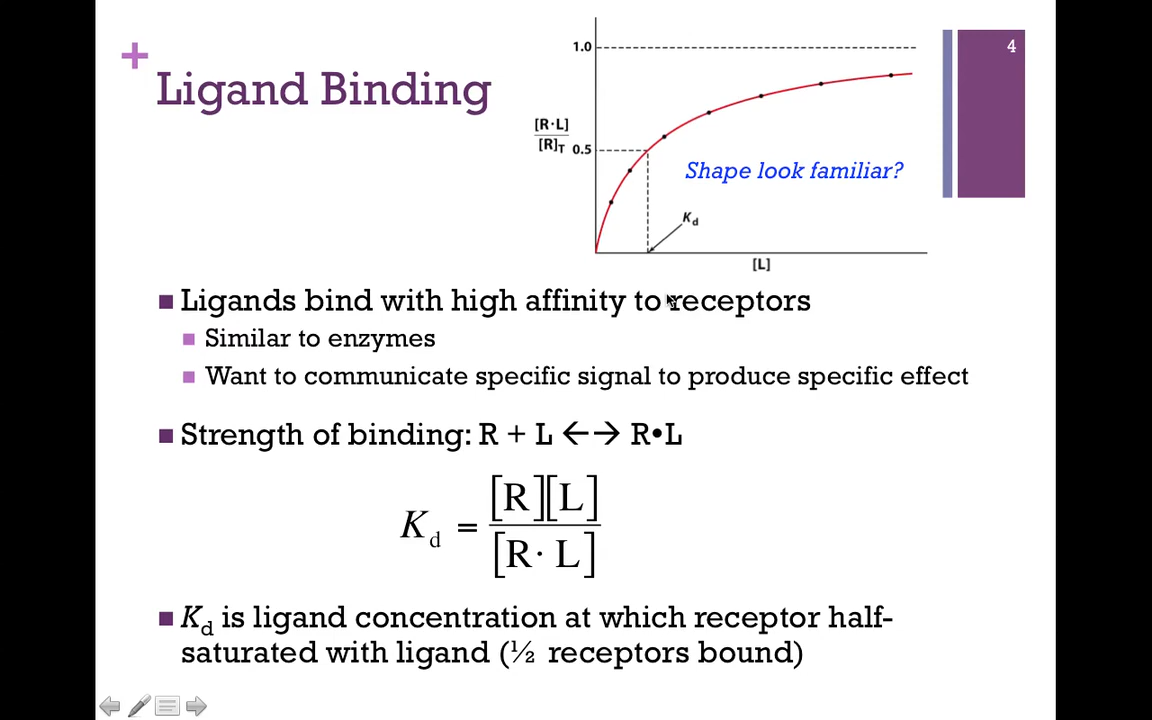 4
+
Ligand Binding
1.0
[R·L]
[R]T
0.5
Shape look familiar?
Kd
[L]
Ligands bind with high affinity to receptors
Similar to enzymes
Want to communicate specific signal to produce specific effect
Strength of binding: R + L ←→ R•L
Kd = [R][L]
[R· L]
Kd is ligand concentration at which receptor half-
saturated with ligand (½ receptors bound)